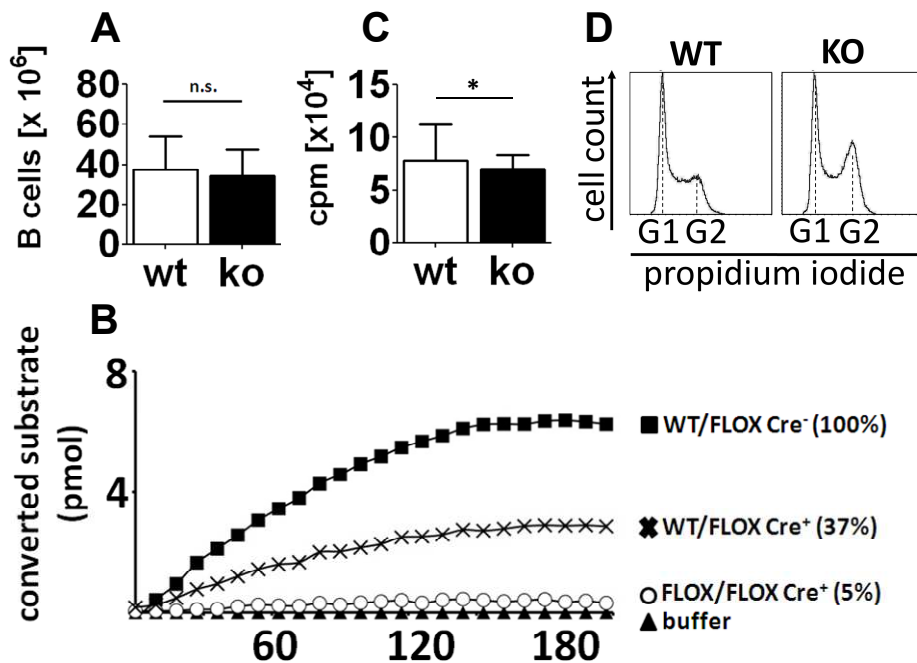 A
B cells [x 10⁶]
80
60
40
20
0
n.s.
wt ko
C
cpm [x10⁴]
15
10
5
0
*
wt ko
D
WT KO
cell count
G1 G2 G1 G2
propidium iodide
B
converted substrate
(pmol)
8
4
60 120 180
WT/FLOX Cre⁻ (100%)
WT/FLOX Cre⁺ (37%)
FLOX/FLOX Cre⁺ (5%)
buffer